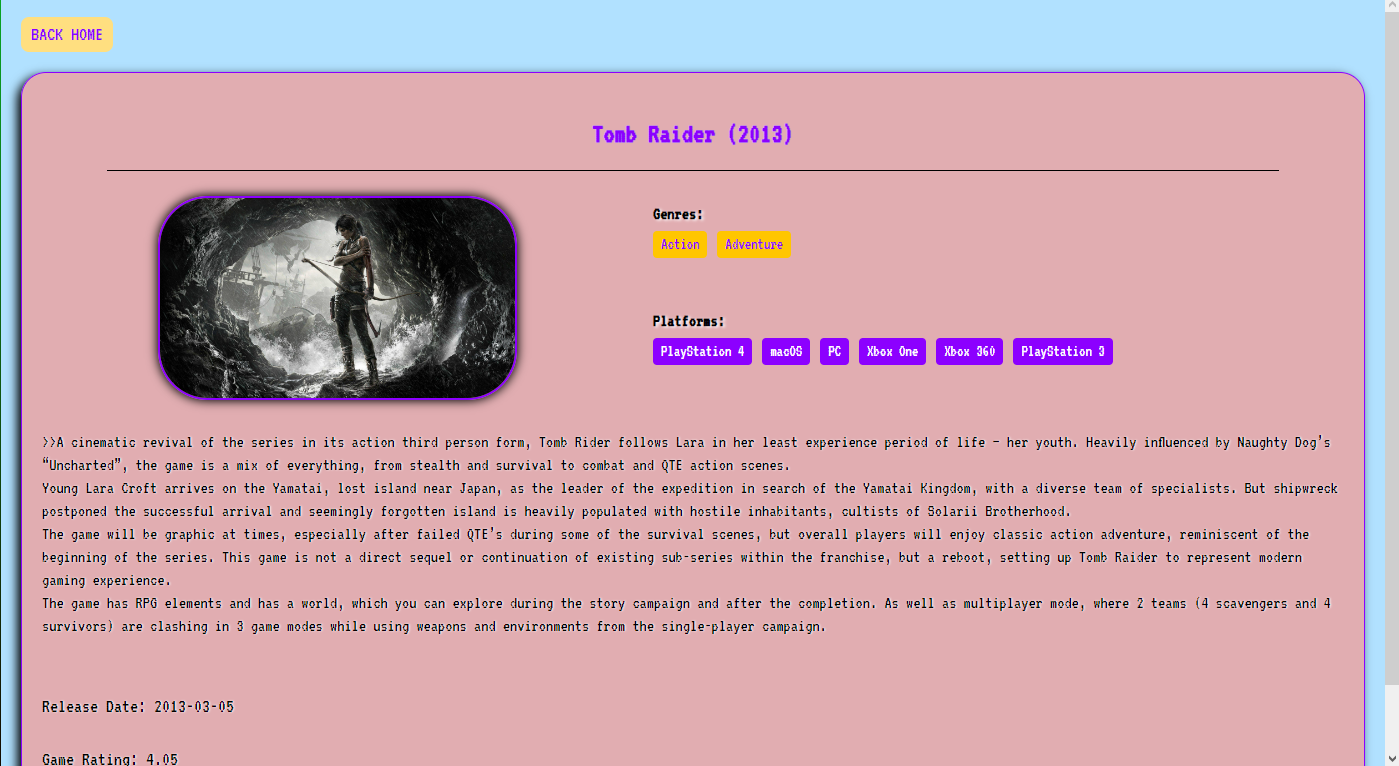 BACK HOME
Tomb Raider (2013)
Genres:
Action Adventure
Platforms:
PlayStation 4 macOS PC Xbox One Xbox 360 PlayStation 3
>>A cinematic revival of the series in its action third person form, Tomb Rider follows Lara in her least experience period of life – her youth. Heavily influenced by Naughty Dog’s
“Uncharted”, the game is a mix of everything, from stealth and survival to combat and QTE action scenes.
Young Lara Croft arrives on the Yamatai, lost island near Japan, as the leader of the expedition in search of the Yamatai Kingdom, with a diverse team of specialists. But shipwreck
postponed the successful arrival and seemingly forgotten island is heavily populated with hostile inhabitants, cultists of Solarii Brotherhood.
The game will be graphic at times, especially after failed QTE’s during some of the survival scenes, but overall players will enjoy classic action adventure, reminiscent of the
beginning of the series. This game is not a direct sequel or continuation of existing sub-series within the franchise, but a reboot, setting up Tomb Raider to represent modern
gaming experience.
The game has RPG elements and has a world, which you can explore during the story campaign and after the completion. As well as multiplayer mode, where 2 teams (4 scavengers and 4
survivors) are clashing in 3 game modes while using weapons and environments from the single-player campaign.
Release Date: 2013-03-05
Game Rating: 4.05